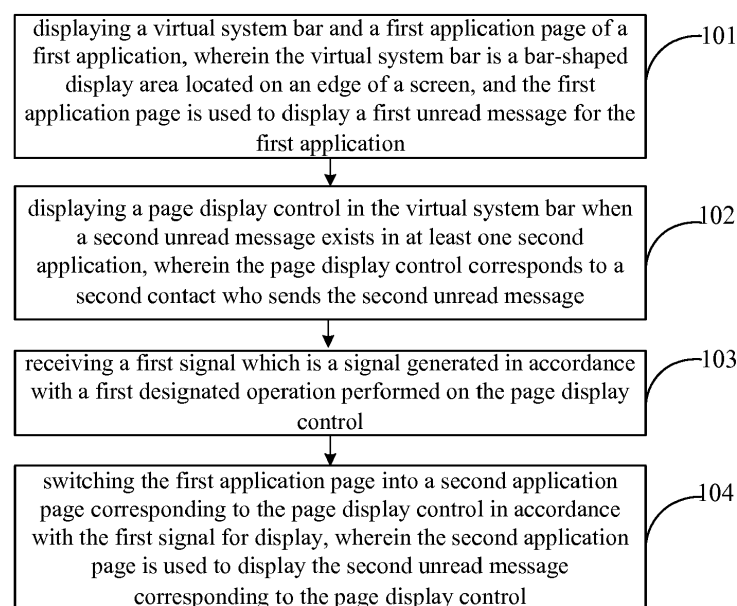 displaying a virtual system bar and a first application page of a
first application, wherein the virtual system bar is a bar-shaped
display area located on an edge of a screen, and the first
application page is used to display a first unread message for the
first application
101
displaying a page display control in the virtual system bar when
a second unread message exists in at least one second
application, wherein the page display control corresponds to a
second contact who sends the second unread message
102
receiving a first signal which is a signal generated in accordance
with a first designated operation performed on the page display
control
103
switching the first application page into a second application
page corresponding to the page display control in accordance
with the first signal for display, wherein the second application
page is used to display the second unread message
corresponding to the page display control
104